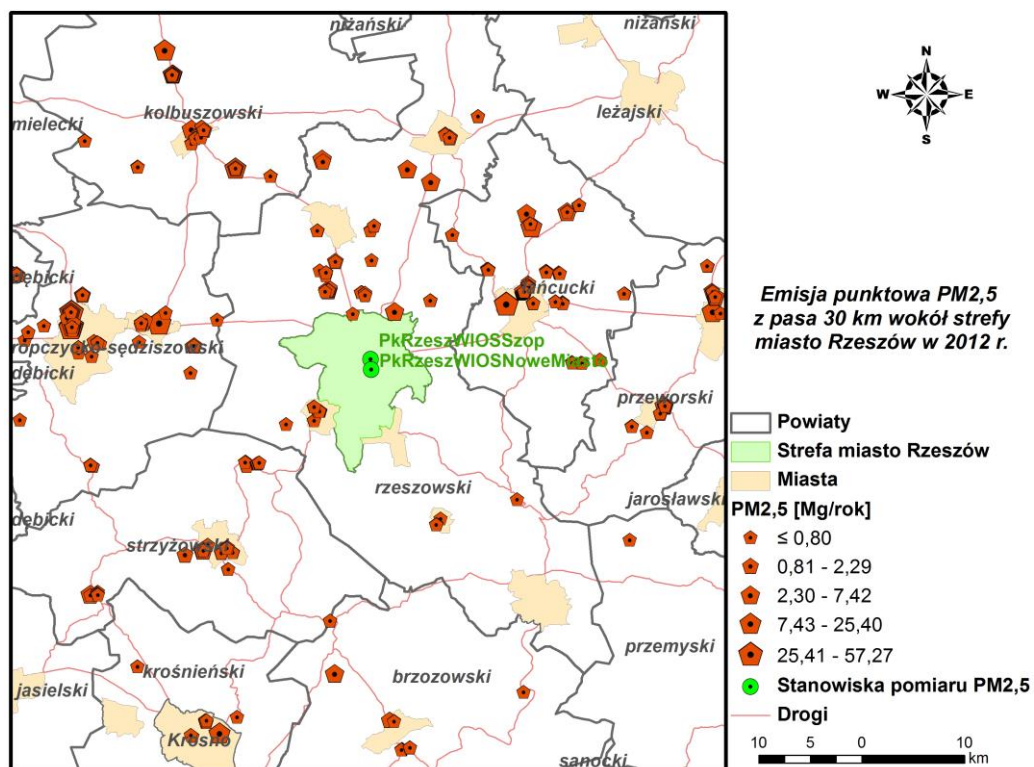 niżański
niżański
N
W E
S
kolbuszowski
leżajski
mielecki
dębicki
łańcucki
Emisja punktowa PM2,5
z pasa 30 km wokół strefy
miasto Rzeszów w 2012 r.
PkRzeszWIOSSzop
ropczycko-sędziszowski
PkRzeszWIOSNoweMiasto
dębicki
przeworski
Powiaty
Strefa miasto Rzeszów
Miasta
rzeszowski
jarosławski
PM2,5 [Mg/rok]
dębicki
≤ 0,80
strzyżowski
0,81 - 2,29
2,30 - 7,42
7,43 - 25,40
przemyski
25,41 - 57,27
krośnieński
brzozowski
jasielski
Stanowiska pomiaru PM2,5
Drogi
Krosno
sanocki
10 5 0 10
km